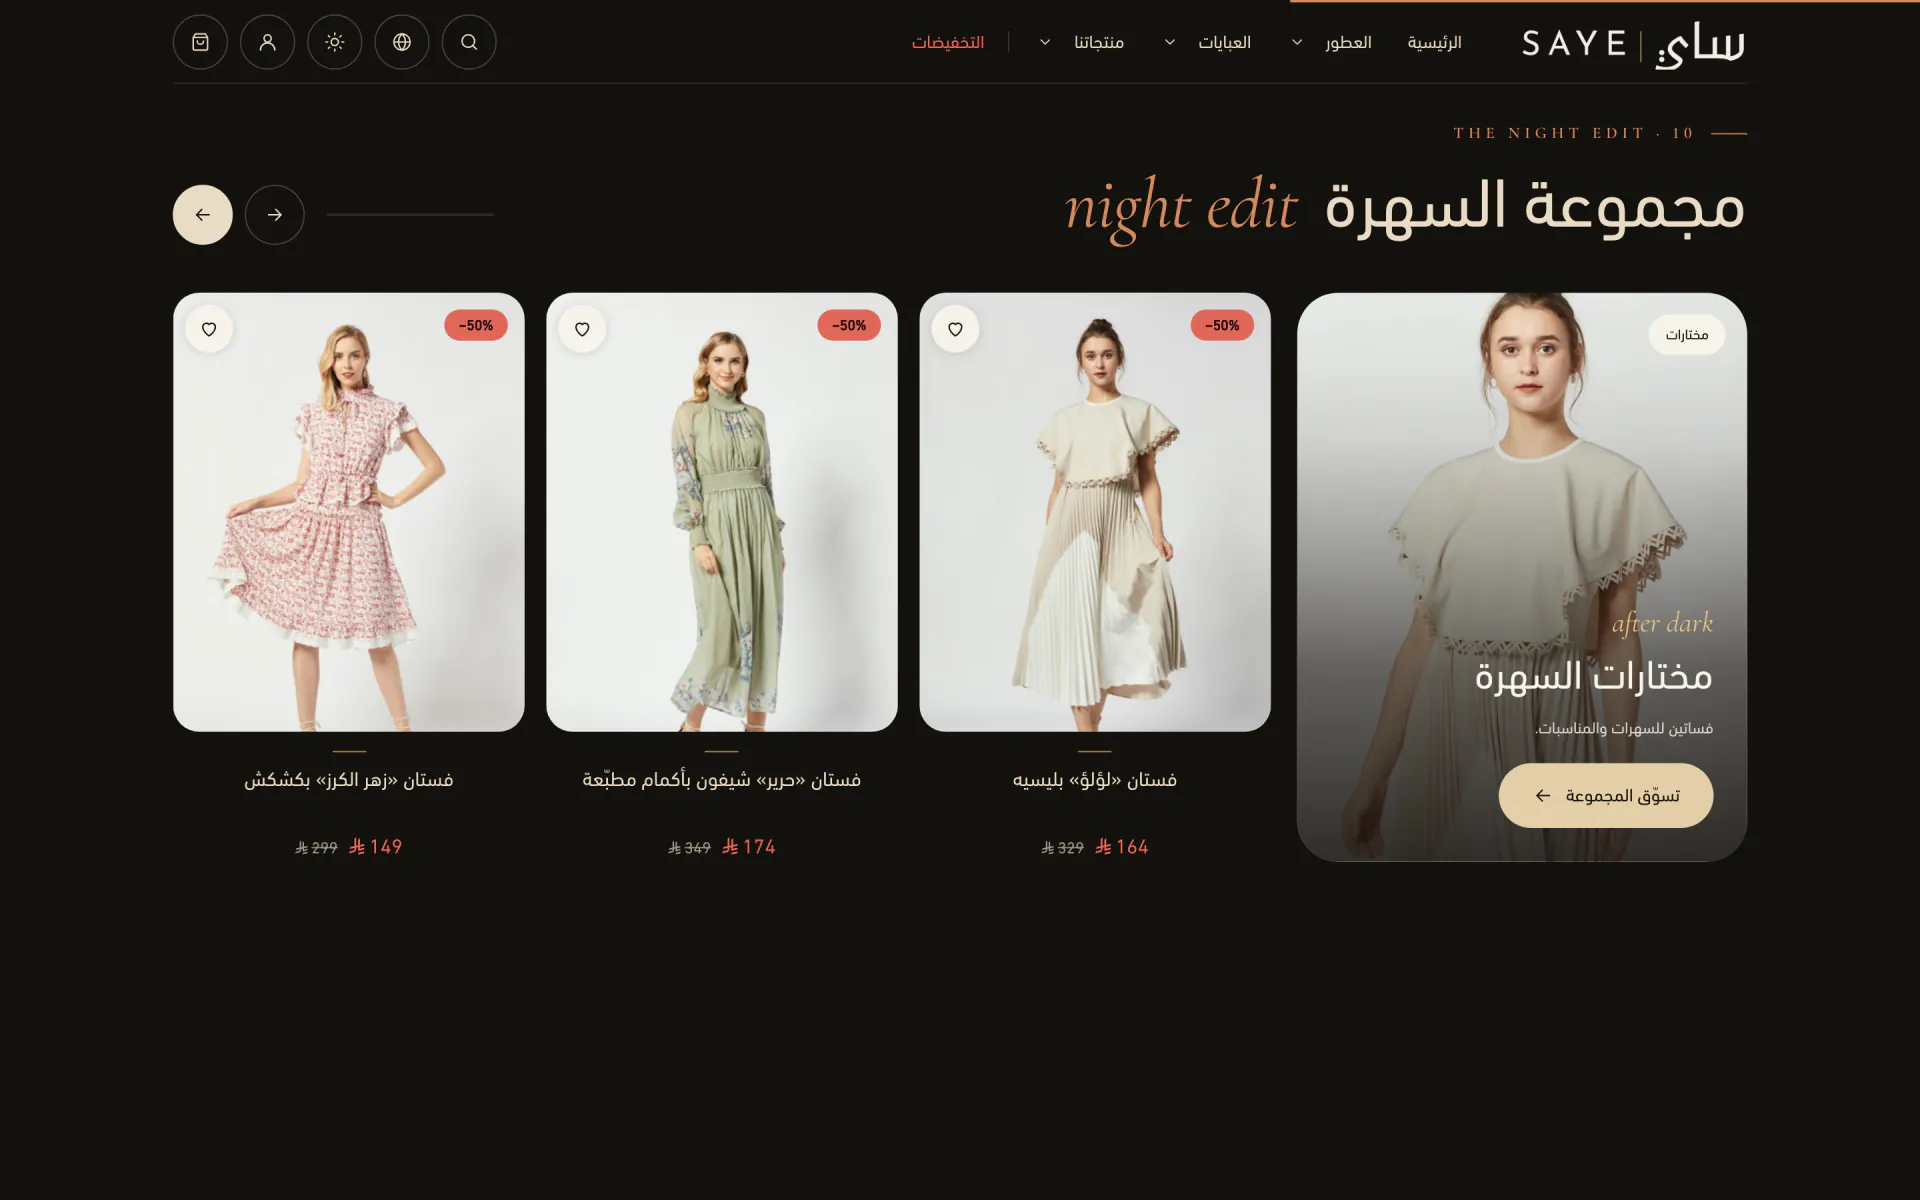 ساي | SAYE
الرئيسية
العطور
العبايات
منتجاتنا
التخفيضات
THE NIGHT EDIT · 10
مجموعة السهرة night edit
مختارات
after dark
مختارات السهرة
فساتين للسهرات والمناسبات.
تسوّق المجموعة
−50%
فستان «لؤلؤ» بليسيه
164 329
−50%
فستان «حرير» شيفون بأكمام مطبّعة
174 349
−50%
فستان «زهر الكرز» بكشكش
149 299